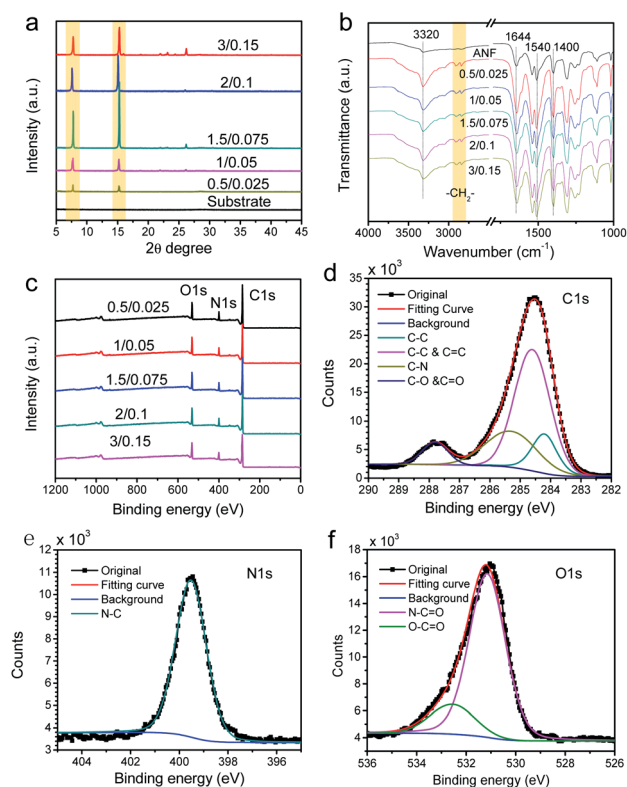 a
Intensity (a.u.)
3/0.15
2/0.1
1.5/0.075
1/0.05
0.5/0.025
Substrate
5 10 15 20 25 30 35 40 45
2θ degree
b
Transmittance (a.u.)
3320
1644
1540
1400
ANF
0.5/0.025
1/0.05
1.5/0.075
2/0.1
3/0.15
-CH2-
4000 3500 3000 1500 1000
Wavenumber (cm⁻¹)
c
Intensity (a.u.)
O1s
N1s
C1s
0.5/0.025
1/0.05
1.5/0.075
2/0.1
3/0.15
1200 1000 800 600 400 200 0
Binding energy (eV)
d
x 10³
C1s
Original
Fitting Curve
Background
C-C
C-C & C=C
C-N
C-O &C=O
Counts
35
30
25
20
15
10
5
0
290 289 288 287 286 285 284 283 282
Binding energy (eV)
e
x 10³
N1s
Original
Fitting curve
Background
N-C
Counts
12
11
10
9
8
7
6
5
4
3
404 402 400 398 396
Binding energy (eV)
f
x 10³
O1s
Original
Fitting curve
Background
N-C=O
O-C=O
Counts
18
16
14
12
10
8
6
4
536 534 532 530 528 526
Binding energy (eV)